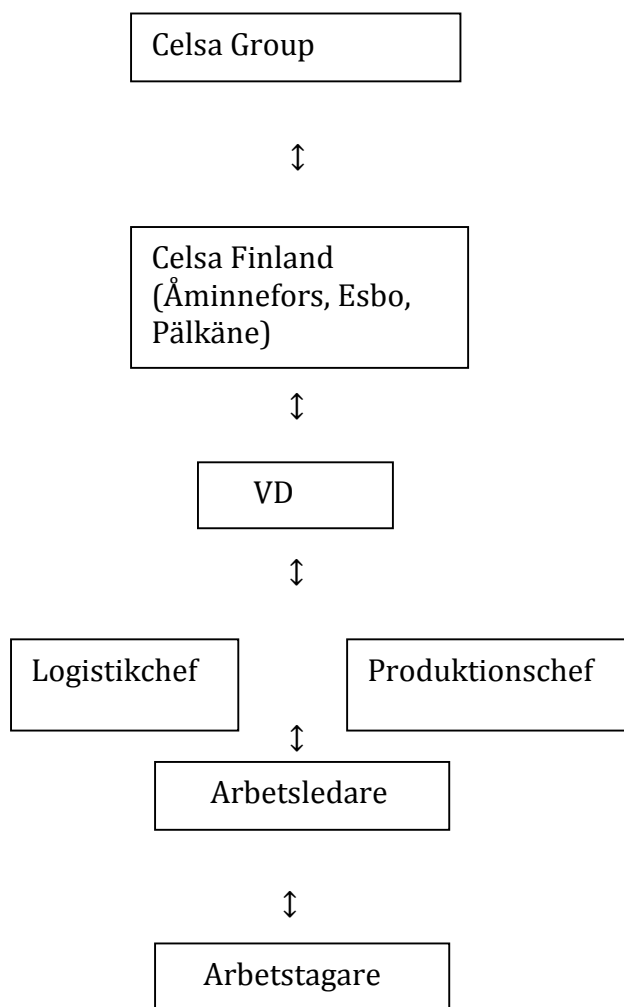 Celsa Group
↕
Celsa Finland
(Åminnefors, Esbo,
Pälkäne)
↕
VD
↕
Logistikchef
Produktionschef
↕
Arbetsledare
↕
Arbetstagare